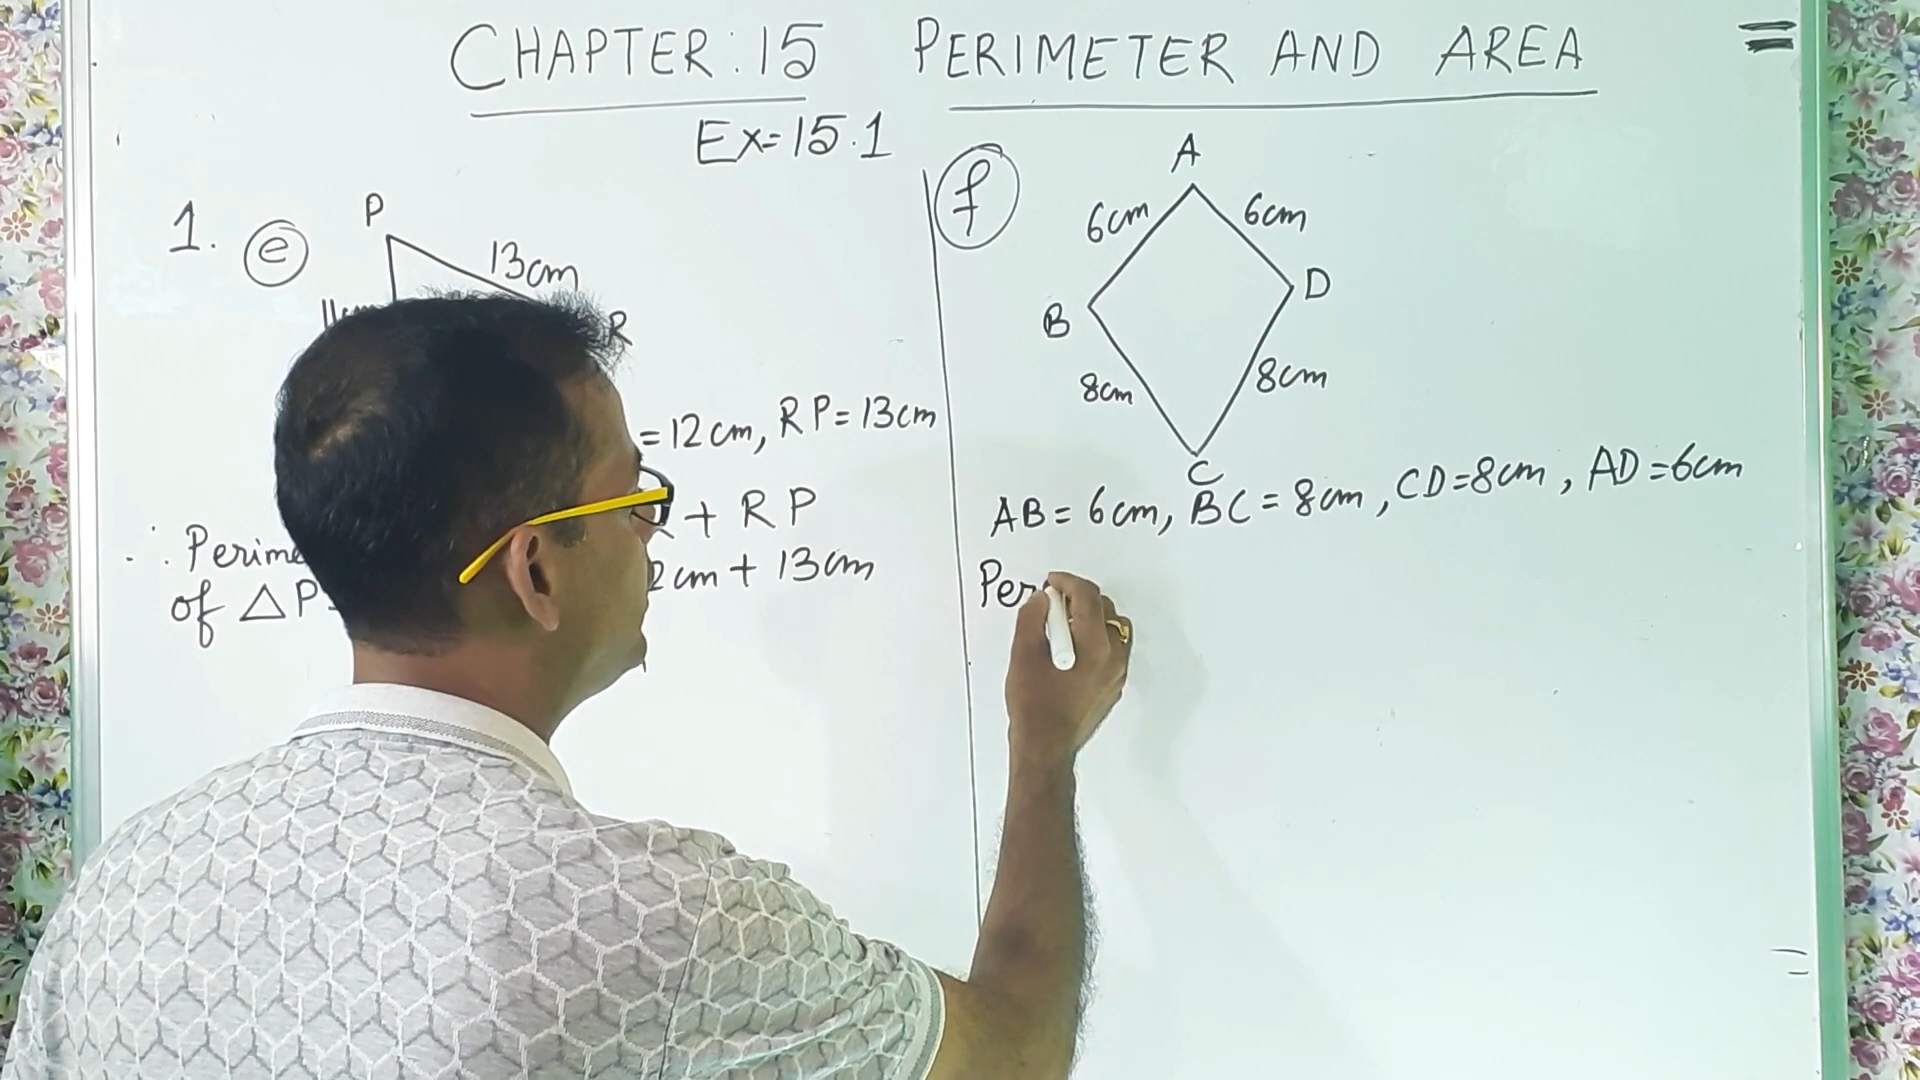 CHAPTER: 15 PERIMETER AND AREA
Ex=15.1
1. e
P
13cm
R
=12cm, RP=13cm
+ RP
∴ Perime
2cm + 13cm
of △P
f
A
6cm 6cm
B D
8cm 8cm
C
AB= 6cm, BC= 8cm, CD=8cm, AD=6cm
Per